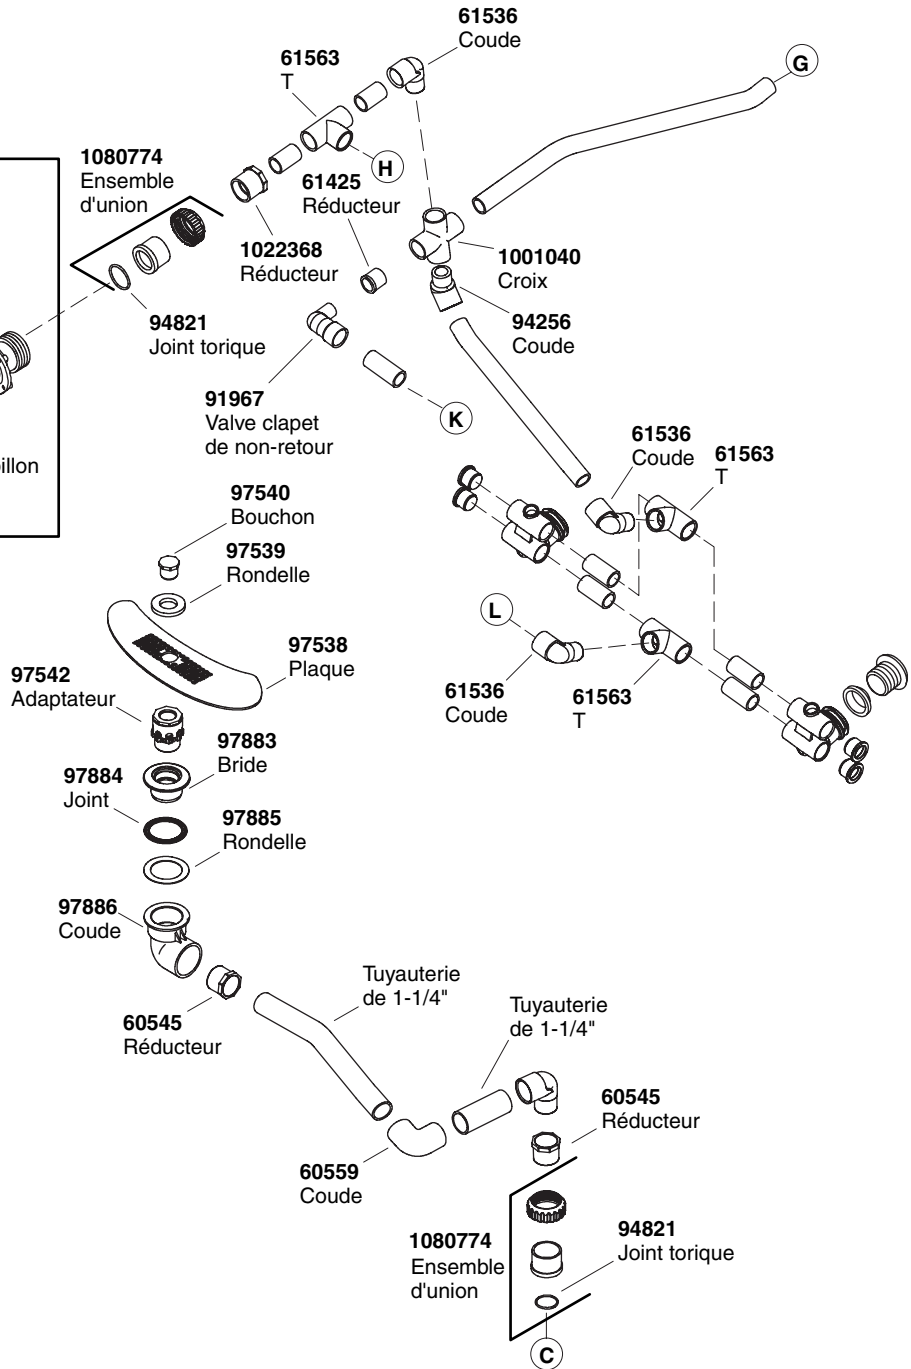 61536
Coude
61563
T
G
1080774
Ensemble
d'union
H
61425
Réducteur
1022368
Réducteur
1001040
Croix
94821
Joint torique
94256
Coude
91967
Valve clapet
de non-retour
K
illon
61536
Coude
61563
T
97540
Bouchon
97539
Rondelle
L
97538
Plaque
97542
Adaptateur
61536
Coude
61563
T
97883
Bride
97884
Joint
97885
Rondelle
97886
Coude
Tuyauterie
de 1-1/4"
Tuyauterie
de 1-1/4"
60545
Réducteur
60545
Réducteur
60559
Coude
1080774
Ensemble
d'union
94821
Joint torique
C